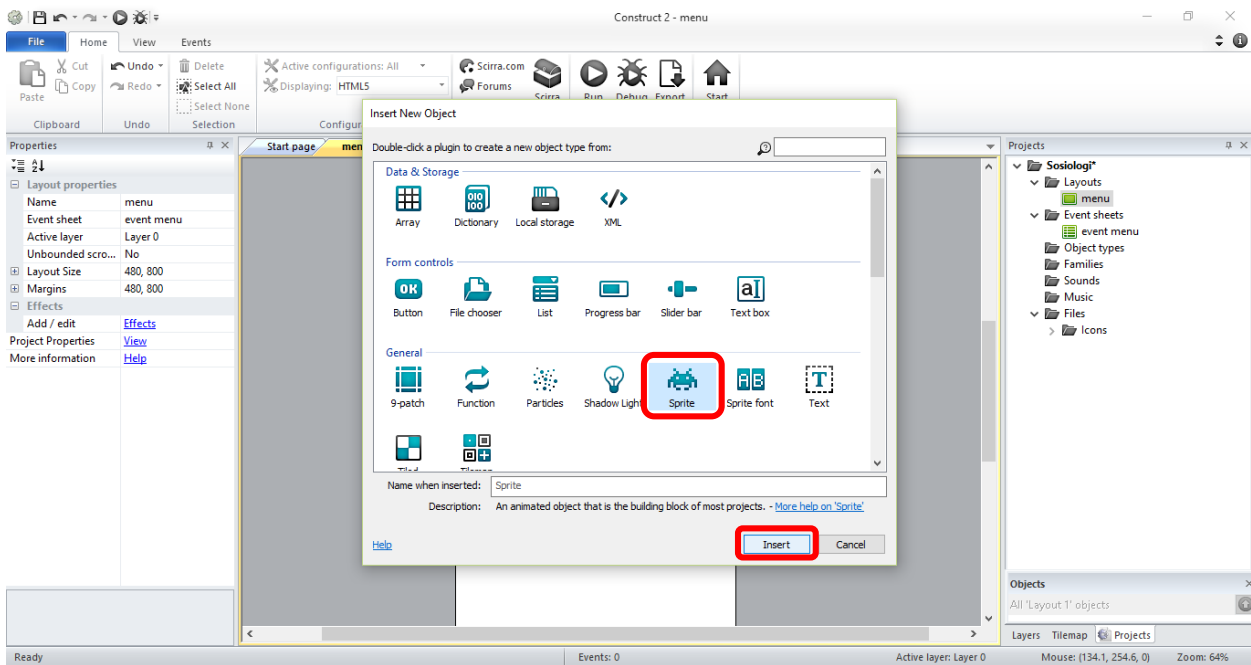 Construct 2 - menu
File Home View Events
Paste Cut Copy
Undo Redo
Delete Select All Select None
Active configurations: All
Displaying: HTML5
Scirra.com
Forums
Scirra Run Debug Export Start
Clipboard Undo Selection Configur
Properties
Layout properties
Name menu
Event sheet event menu
Active layer Layer 0
Unbounded scro... No
Layout Size 480, 800
Margins 480, 800
Effects
Add / edit Effects
Project Properties View
More information Help
Start page men
Insert New Object
Double-click a plugin to create a new object type from:
Data & Storage
010
100
Array Dictionary Local storage XML
Form controls
OK
aI
Button File chooser List Progress bar Slider bar Text box
General
AB
T
9-patch Function Particles Shadow Light Sprite Sprite font Text
Tiled Tilemap
Name when inserted: Sprite
Description: An animated object that is the building block of most projects. - More help on 'Sprite'
Help Insert Cancel
Projects
Sosiologi*
Layouts
menu
Event sheets
event menu
Object types
Families
Sounds
Music
Files
Icons
Objects
All 'Layout 1' objects
Layers Tilemap Projects
Ready Events: 0 Active layer: Layer 0 Mouse: (134.1, 254.6, 0) Zoom: 64%